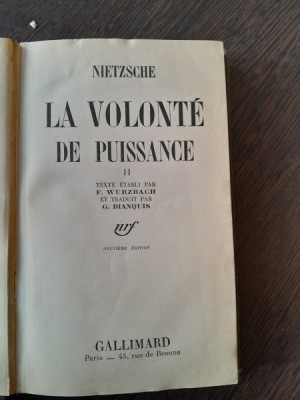 NIETZSCHE
LA VOLONTÉ
DE PUISSANCE
II
TEXTE ÉTABLI PAR
F. WURZBACH
ET TRADUIT PAR
G. BIANQUIS
nrf
ÉDITION
GALLIMARD
Paris — 43, rue de Beaune